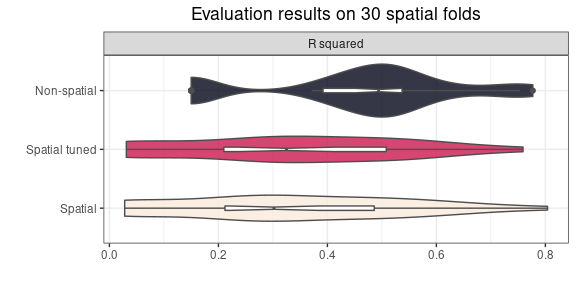 Evaluation results on 30 spatial folds
R squared
Non-spatial
Spatial tuned
Spatial
0.0 0.2 0.4 0.6 0.8